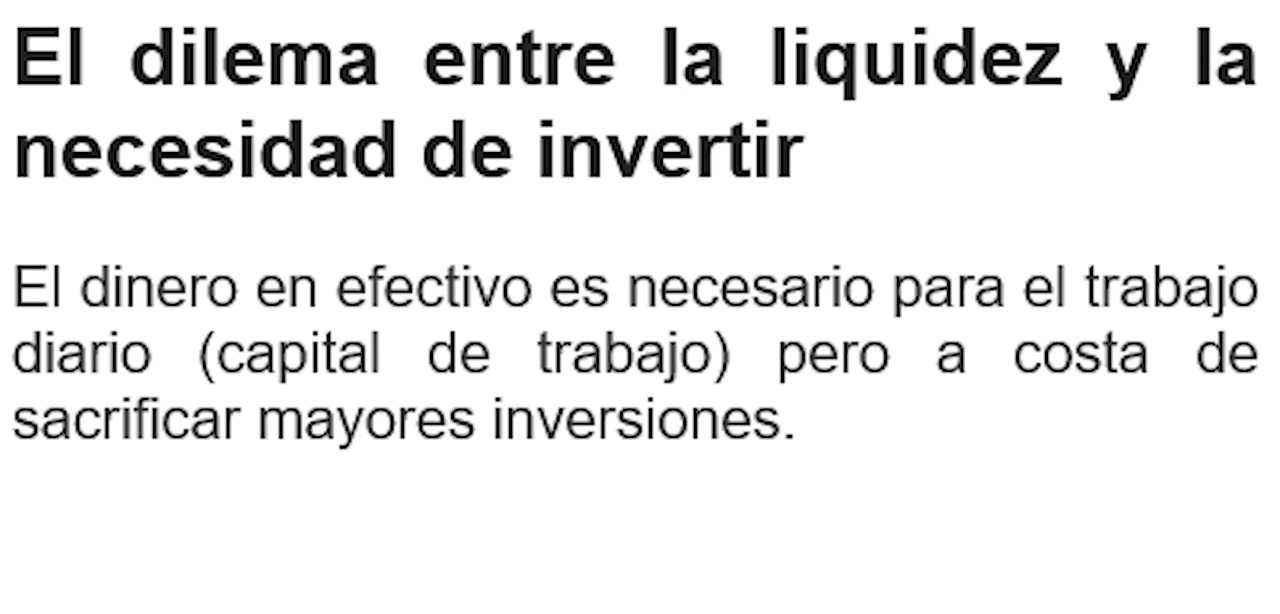 El dilema entre la liquidez y la
necesidad de invertir
El dinero en efectivo es necesario para el trabajo
diario (capital de trabajo) pero a costa de
sacrificar mayores inversiones.